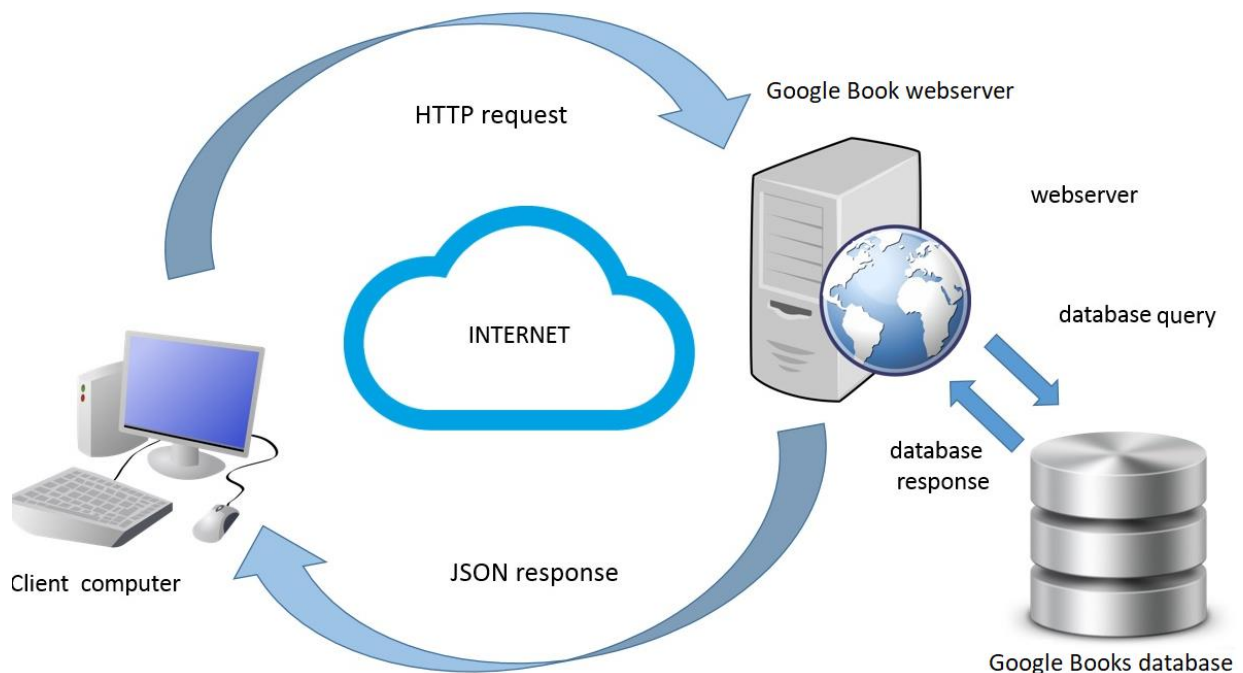 Google Book webserver
HTTP request
webserver
INTERNET
database query
database
response
JSON response
Client computer
Google Books database